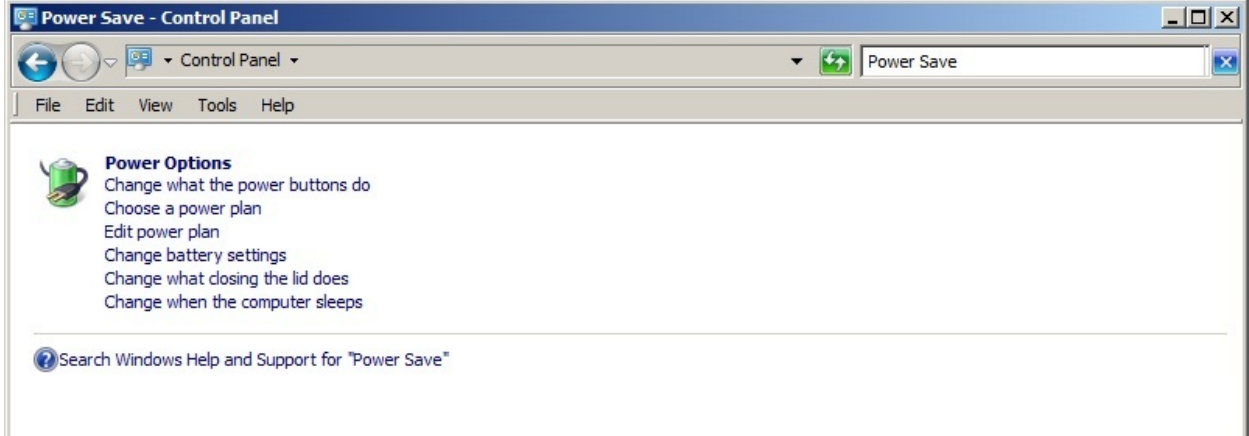 Power Save - Control Panel
Control Panel
Power Save
File Edit View Tools Help
Power Options
Change what the power buttons do
Choose a power plan
Edit power plan
Change battery settings
Change what closing the lid does
Change when the computer sleeps
Search Windows Help and Support for "Power Save"